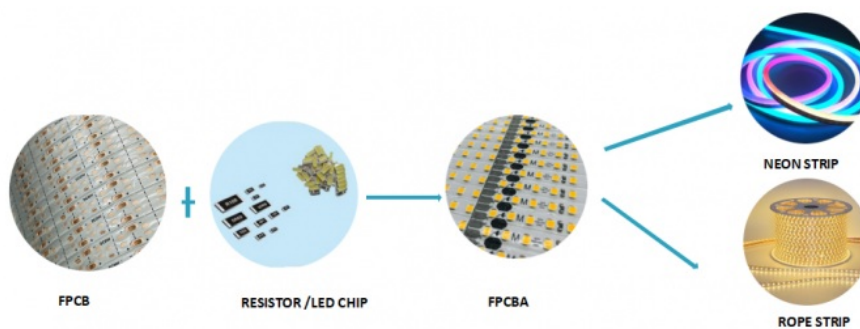 FPCB
RESISTOR /LED CHIP
FPCBA
NEON STRIP
ROPE STRIP